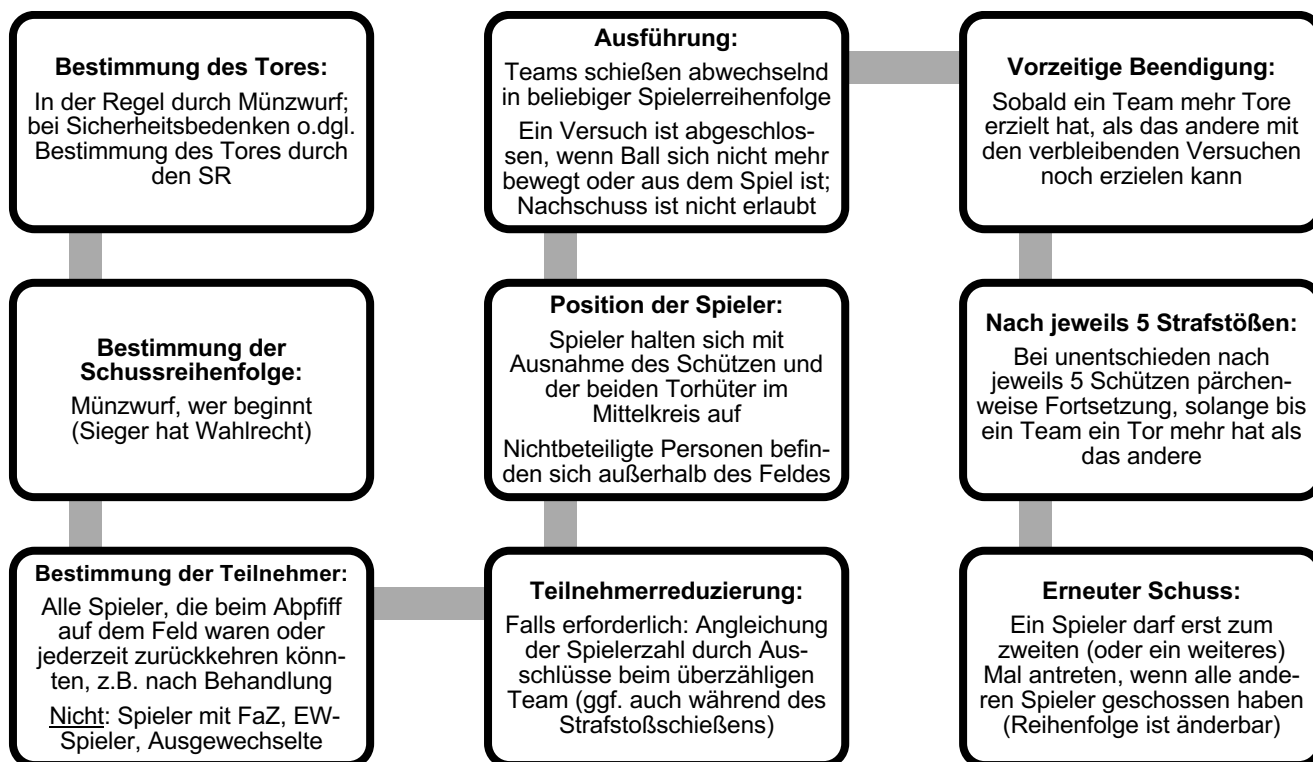 Bestimmung des Tores:
In der Regel durch Münzwurf;
bei Sicherheitsbedenken o.dgl.
Bestimmung des Tores durch
den SR
Bestimmung der
Schussreihenfolge:
Münzwurf, wer beginnt
(Sieger hat Wahlrecht)
Bestimmung der Teilnehmer:
Alle Spieler, die beim Abpfiff
auf dem Feld waren oder
jederzeit zurückkehren könn-
ten, z.B. nach Behandlung
Nicht: Spieler mit FaZ, EW-
Spieler, Ausgewechselte
Teilnehmerreduzierung:
Falls erforderlich: Angleichung
der Spielerzahl durch Aus-
schlüsse beim überzähligen
Team (ggf. auch während des
Strafstoßschießens)
Position der Spieler:
Spieler halten sich mit
Ausnahme des Schützen und
der beiden Torhüter im
Mittelkreis auf
Nichtbeteiligte Personen befin-
den sich außerhalb des Feldes
Ausführung:
Teams schießen abwechselnd
in beliebiger Spielerreihenfolge
Ein Versuch ist abgeschlos-
sen, wenn Ball sich nicht mehr
bewegt oder aus dem Spiel ist;
Nachschuss ist nicht erlaubt
Vorzeitige Beendigung:
Sobald ein Team mehr Tore
erzielt hat, als das andere mit
den verbleibenden Versuchen
noch erzielen kann
Nach jeweils 5 Strafstößen:
Bei unentschieden nach
jeweils 5 Schützen pärchen-
weise Fortsetzung, solange bis
ein Team ein Tor mehr hat als
das andere
Erneuter Schuss:
Ein Spieler darf erst zum
zweiten (oder ein weiteres)
Mal antreten, wenn alle ande-
ren Spieler geschossen haben
(Reihenfolge ist änderbar)